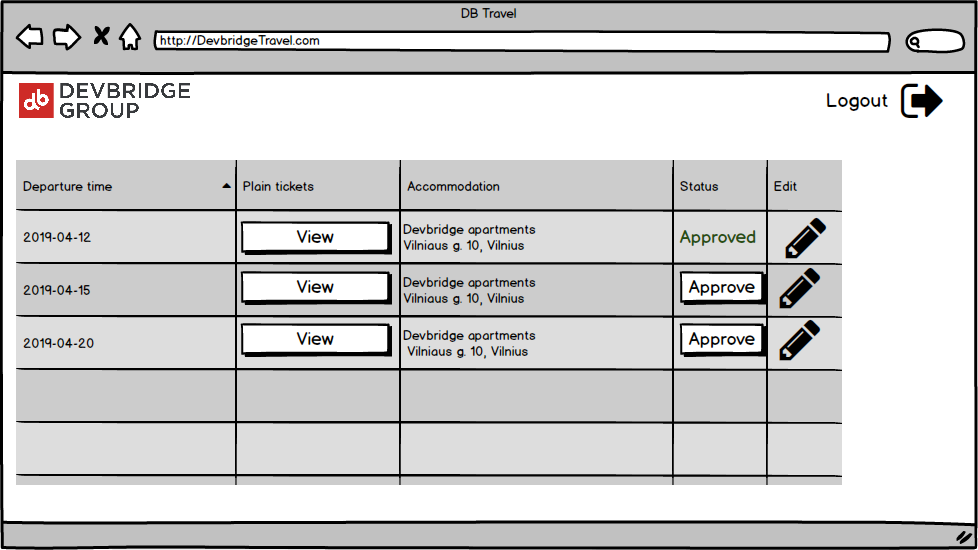 DB Travel
http://DevbridgeTravel.com
db DEVBRIDGE
GROUP
Logout
Departure time Plain tickets Accommodation Status Edit
2019-04-12 View Devbridge apartments Approved
Vilniaus g. 10, Vilnius
2019-04-15 View Devbridge apartments Approve
Vilniaus g. 10, Vilnius
2019-04-20 View Devbridge apartments Approve
Vilniaus g. 10, Vilnius